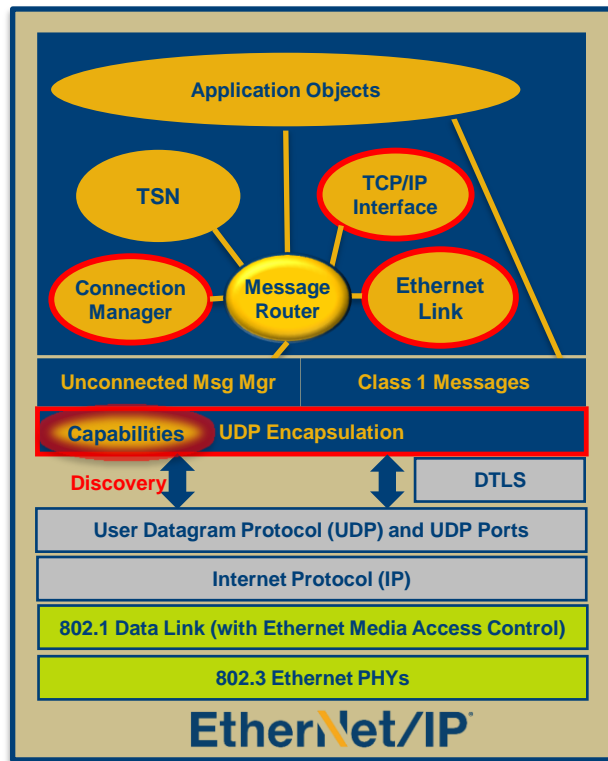 Application Objects
TSN
TCP/IP
Interface
Connection
Manager
Message
Router
Ethernet
Link
Unconnected Msg Mgr
Class 1 Messages
Capabilities
UDP Encapsulation
Discovery
DTLS
User Datagram Protocol (UDP) and UDP Ports
Internet Protocol (IP)
802.1 Data Link (with Ethernet Media Access Control)
802.3 Ethernet PHYs
EtherNet/IP